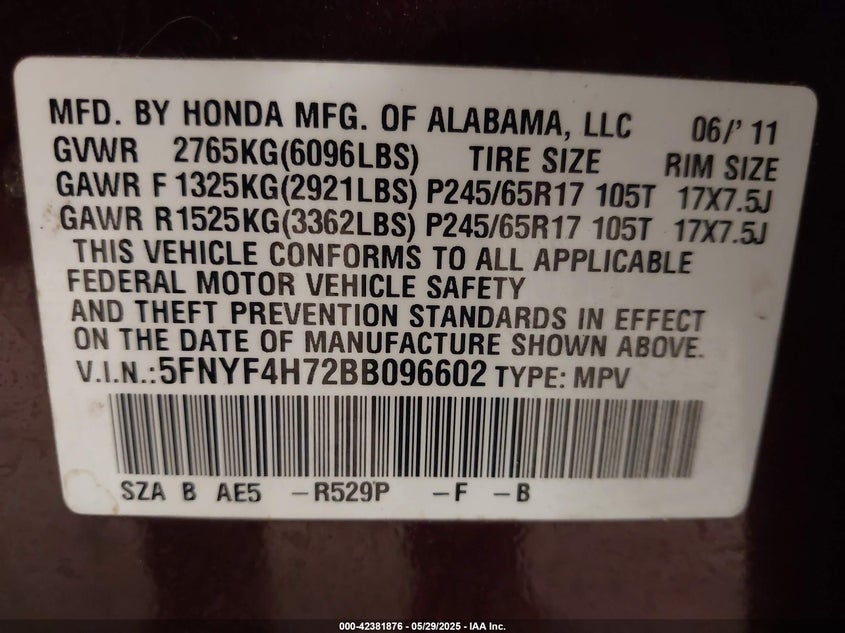 MFD. BY HONDA MFG. OF ALABAMA, LLC 06/'11
GVWR 2765KG(6096LBS) TIRE SIZE RIM SIZE
GAWR F 1325KG(2921LBS) P245/65R17 105T 17X7.5J
GAWR R1525KG(3362LBS) P245/65R17 105T 17X7.5J
THIS VEHICLE CONFORMS TO ALL APPLICABLE
FEDERAL MOTOR VEHICLE SAFETY
AND THEFT PREVENTION STANDARDS IN EFFECT
ON THE DATE OF MANUFACTURE SHOWN ABOVE.
V.I.N.:5FNYF4H72BB096602 TYPE: MPV
SZA B AE5 -R529P -F -B
000-42381876 - 05/29/2025 - IAA Inc.